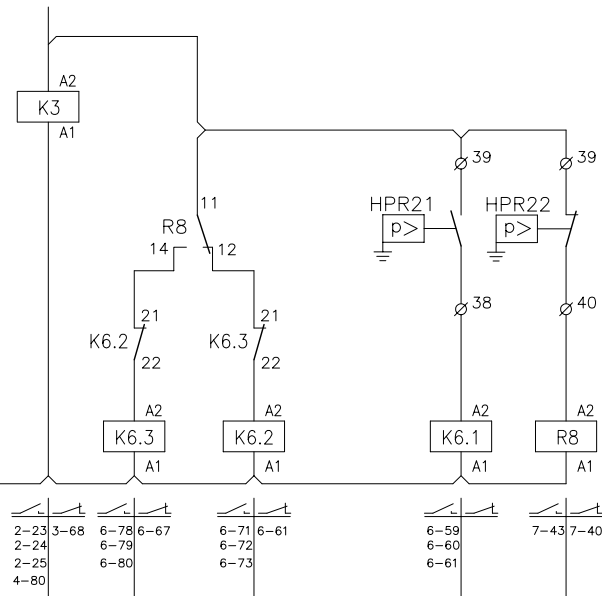 A2
K3
A1
11
R8
14
12
39
39
HPR21
HPR22
p>
p>
38
40
21
21
K6.2
K6.3
22
22
A2
A2
A2
A2
K6.3
K6.2
K6.1
R8
A1
A1
A1
A1
2-23 3-68 6-78 6-67 6-71 6-61 6-59 7-43 7-40
2-24 6-79 6-72 6-60
2-25 6-80 6-73 6-61
4-80